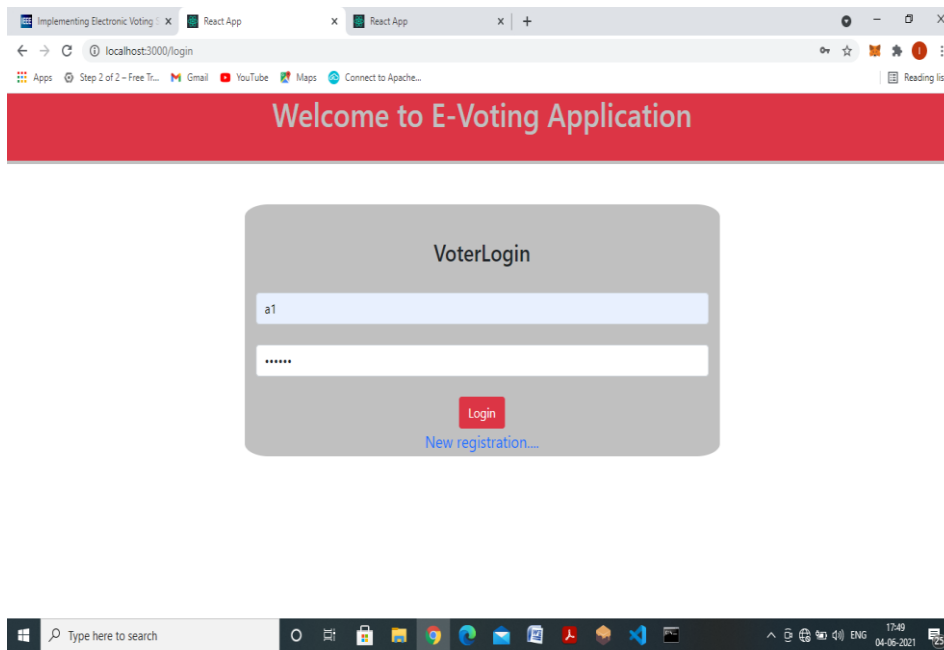 Implementing Electronic Voting S
React App
React App
localhost:3000/login
Apps Step 2 of 2 – Free Tr... Gmail YouTube Maps Connect to Apache... Reading lis
Welcome to E-Voting Application
VoterLogin
a1
••••••
Login
New registration....
Type here to search
ENG
17:49
04-06-2021
25